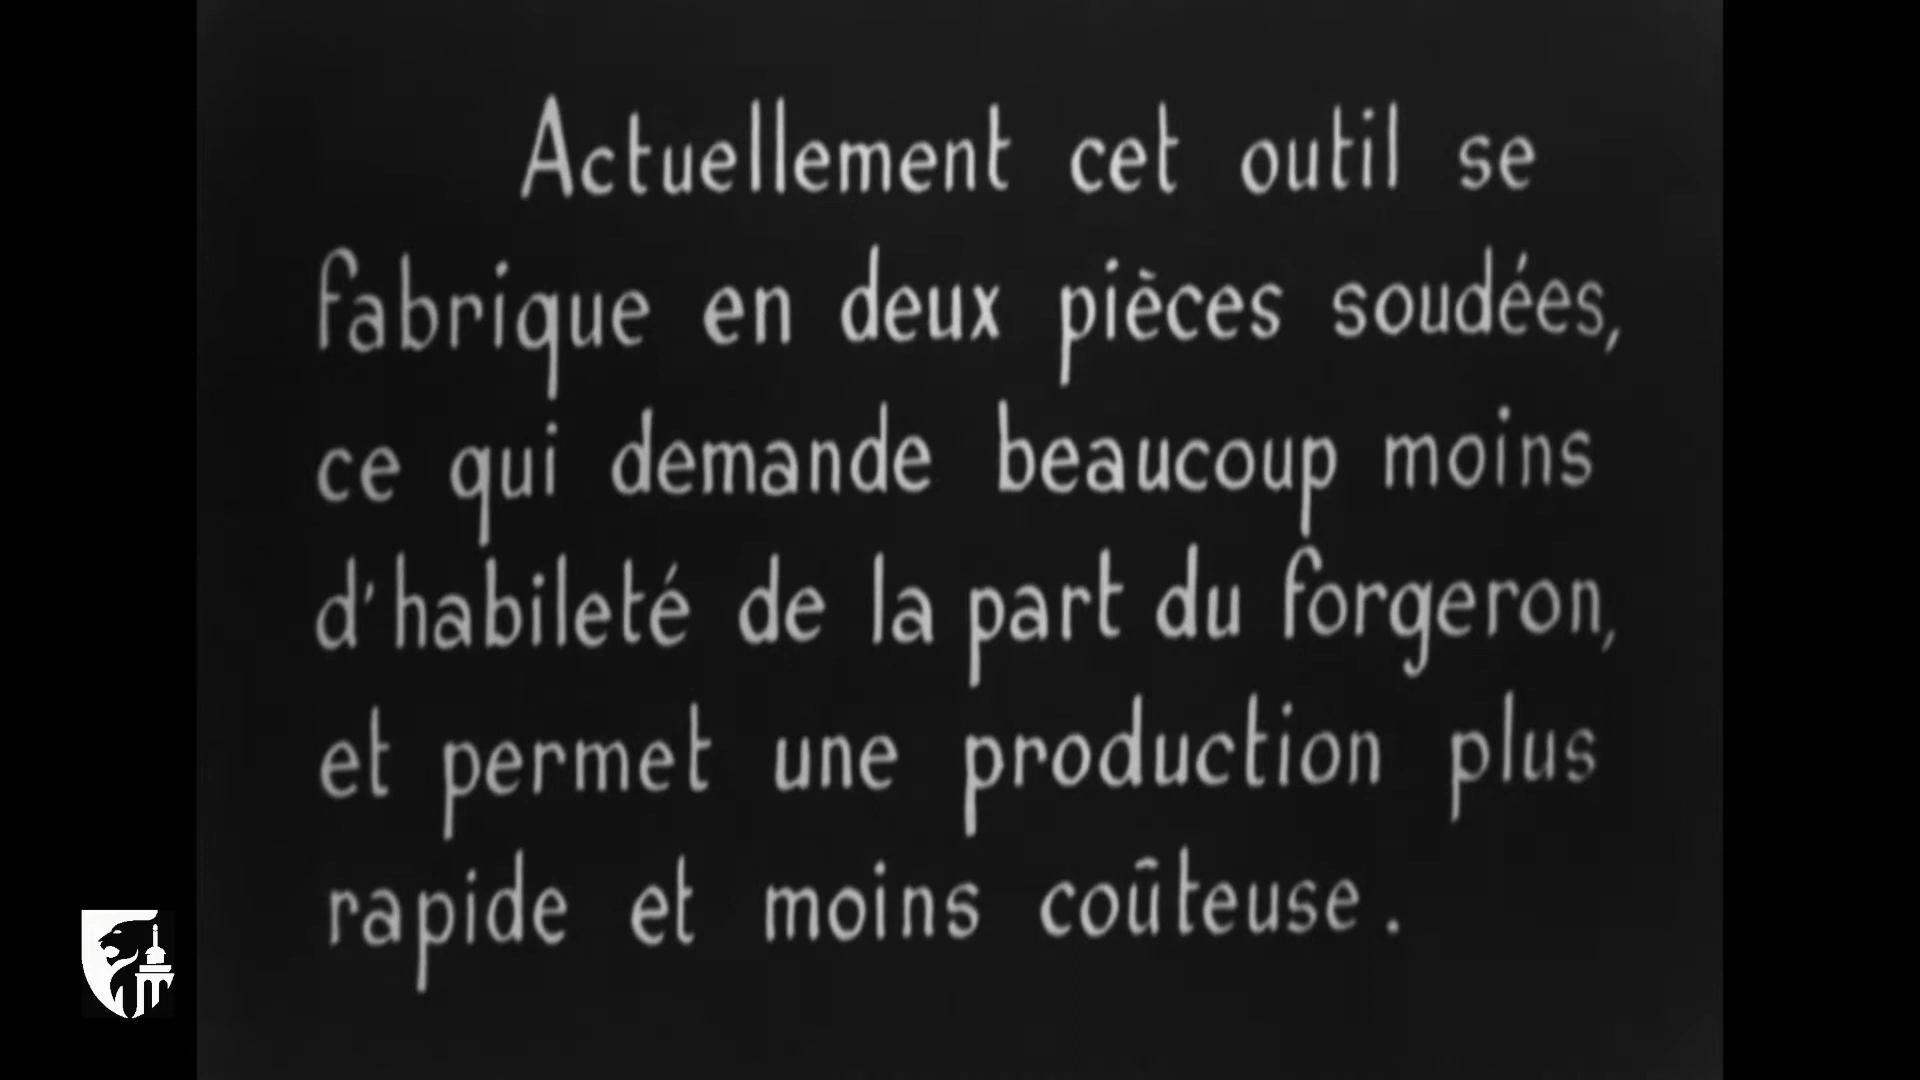 Actuellement cet outil se
fabrique en deux pièces soudées,
ce qui demande beaucoup moins
d'habileté de la part du forgeron,
et permet une production plus
rapide et moins coûteuse.